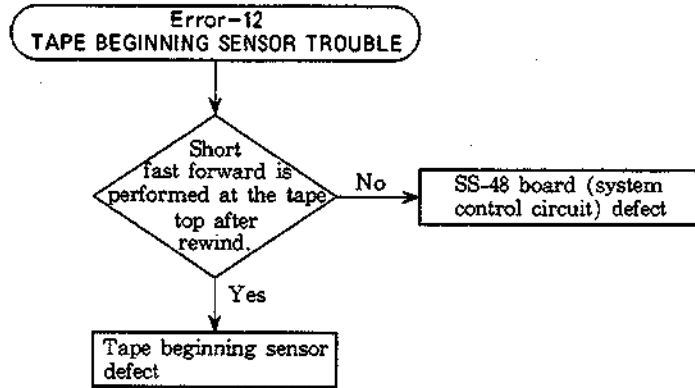 Error-12
TAPE BEGINNING SENSOR TROUBLE
Short
fast forward is
performed at the tape
top after
rewind.
No
SS-48 board (system
control circuit) defect
Yes
Tape beginning sensor
defect